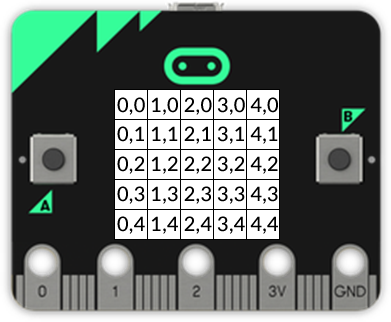 0,0 1,0 2,0 3,0 4,0
B
0,1 1,1 2,1 3,1 4,1
0,2 1,2 2,2 3,2 4,2
0,3 1,3 2,3 3,3 4,3
A
0,4 1,4 2,4 3,4 4,4
0 1 2 3V GND